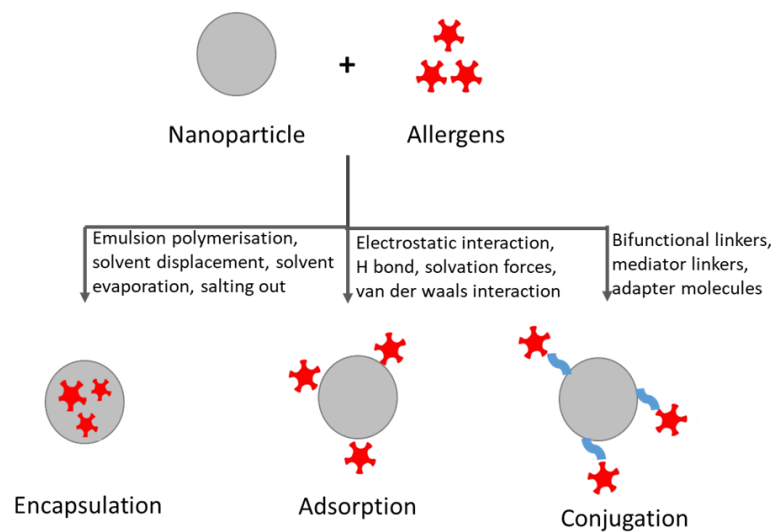 +
Nanoparticle
Allergens
Emulsion polymerisation,
solvent displacement, solvent
evaporation, salting out
Electrostatic interaction,
H bond, solvation forces,
van der waals interaction
Bifunctional linkers,
mediator linkers,
adapter molecules
Encapsulation
Adsorption
Conjugation